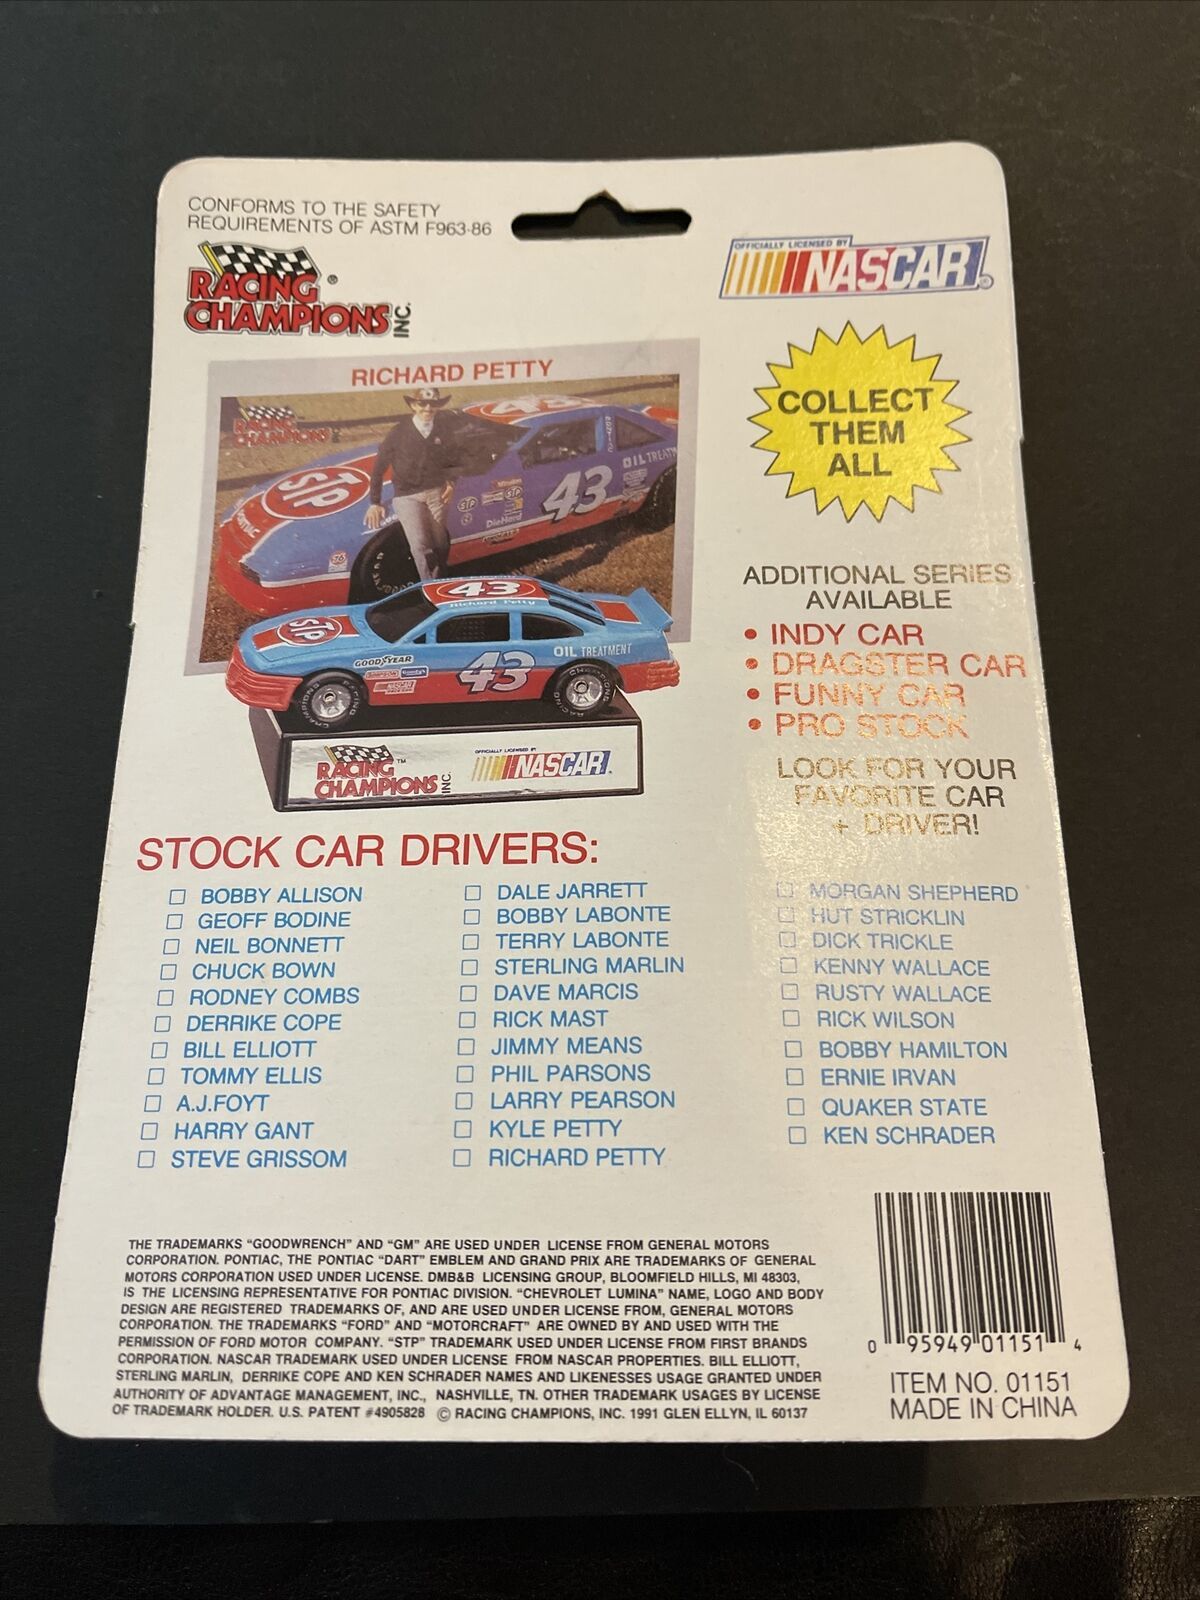 CONFORMS TO THE SAFETY
REQUIREMENTS OF ASTM F963-86
RACING
CHAMPIONS INC.
OFFICIALLY LICENSED BY
NASCAR
RICHARD PETTY
RACING
CHAMPIONS
STP
43
OIL TREATM
PONTIAC
DieHard
76
43
Richard Petty
STP
GOODYEAR
43
OIL TREATMENT
RACING CHAMPIONS
RACING CHAMPIONS
RACING
CHAMPIONS INC.
OFFICIALLY LICENSED BY
NASCAR
COLLECT
THEM
ALL
ADDITIONAL SERIES
AVAILABLE
• INDY CAR
• DRAGSTER CAR
• FUNNY CAR
• PRO STOCK
LOOK FOR YOUR
FAVORITE CAR
+ DRIVER!
STOCK CAR DRIVERS:
BOBBY ALLISON
GEOFF BODINE
NEIL BONNETT
CHUCK BOWN
RODNEY COMBS
DERRIKE COPE
BILL ELLIOTT
TOMMY ELLIS
A.J.FOYT
HARRY GANT
STEVE GRISSOM
DALE JARRETT
BOBBY LABONTE
TERRY LABONTE
STERLING MARLIN
DAVE MARCIS
RICK MAST
JIMMY MEANS
PHIL PARSONS
LARRY PEARSON
KYLE PETTY
RICHARD PETTY
MORGAN SHEPHERD
HUT STRICKLIN
DICK TRICKLE
KENNY WALLACE
RUSTY WALLACE
RICK WILSON
BOBBY HAMILTON
ERNIE IRVAN
QUAKER STATE
KEN SCHRADER
THE TRADEMARKS "GOODWRENCH" AND "GM" ARE USED UNDER LICENSE FROM GENERAL MOTORS
CORPORATION. PONTIAC, THE PONTIAC "DART" EMBLEM AND GRAND PRIX ARE TRADEMARKS OF GENERAL
MOTORS CORPORATION USED UNDER LICENSE. DMB&B LICENSING GROUP, BLOOMFIELD HILLS, MI 48303,
IS THE LICENSING REPRESENTATIVE FOR PONTIAC DIVISION. "CHEVROLET LUMINA" NAME, LOGO AND BODY
DESIGN ARE REGISTERED TRADEMARKS OF, AND ARE USED UNDER LICENSE FROM, GENERAL MOTORS
CORPORATION. THE TRADEMARKS "FORD" AND "MOTORCRAFT" ARE OWNED BY AND USED WITH THE
PERMISSION OF FORD MOTOR COMPANY. "STP" TRADEMARK USED UNDER LICENSE FROM FIRST BRANDS
CORPORATION. NASCAR TRADEMARK USED UNDER LICENSE FROM NASCAR PROPERTIES. BILL ELLIOTT,
STERLING MARLIN, DERRIKE COPE AND KEN SCHRADER NAMES AND LIKENESSES USAGE GRANTED UNDER
AUTHORITY OF ADVANTAGE MANAGEMENT, INC., NASHVILLE, TN. OTHER TRADEMARK USAGES BY LICENSE
OF TRADEMARK HOLDER. U.S. PATENT #4905828 © RACING CHAMPIONS, INC. 1991 GLEN ELLYN, IL 60137
0 95949 01151 4
ITEM NO. 01151
MADE IN CHINA